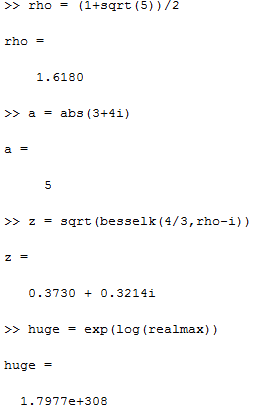 >> rho = (1+sqrt(5))/2
rho =
1.6180
>> a = abs(3+4i)
a =
5
>> z = sqrt(besselk(4/3,rho-i))
z =
0.3730 + 0.3214i
>> huge = exp(log(realmax))
huge =
1.7977e+308